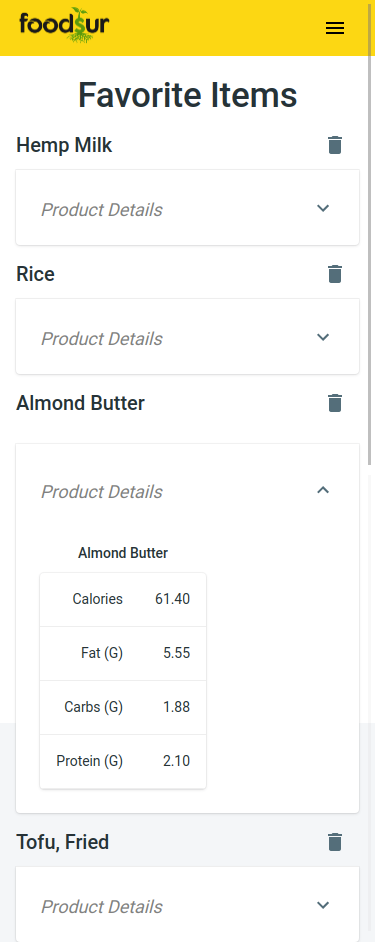 foodsur
Favorite Items
Hemp Milk
Product Details
Rice
Product Details
Almond Butter
Product Details
Almond Butter
Calories 61.40
Fat (G) 5.55
Carbs (G) 1.88
Protein (G) 2.10
Tofu, Fried
Product Details